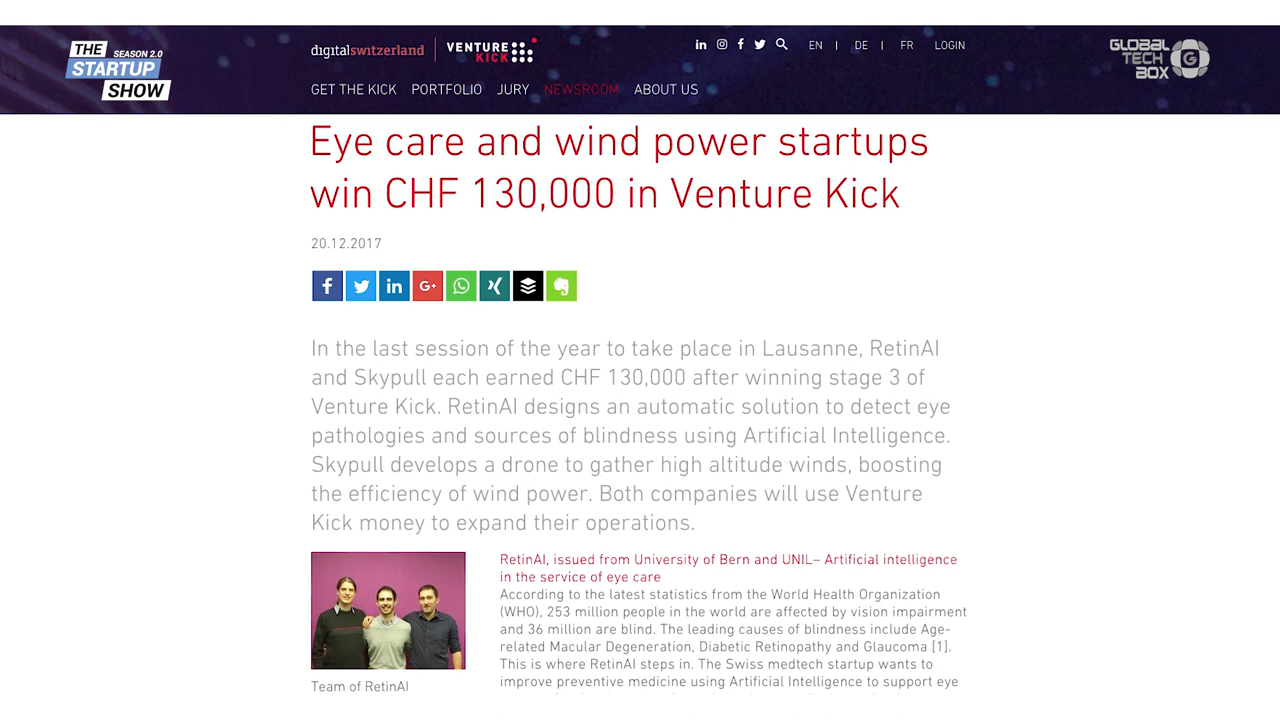 THE
SEASON 2.0
STARTUP
SHOW
digitalswitzerland
VENTURE
KICK
EN | DE | FR LOGIN
GLOBAL
TECH
BOX
GET THE KICK PORTFOLIO JURY NEWSROOM ABOUT US
Eye care and wind power startups
win CHF 130,000 in Venture Kick
20.12.2017
In the last session of the year to take place in Lausanne, RetinAI
and Skypull each earned CHF 130,000 after winning stage 3 of
Venture Kick. RetinAI designs an automatic solution to detect eye
pathologies and sources of blindness using Artificial Intelligence.
Skypull develops a drone to gather high altitude winds, boosting
the efficiency of wind power. Both companies will use Venture
Kick money to expand their operations.
Team of RetinAI
RetinAI, issued from University of Bern and UNIL– Artificial intelligence
in the service of eye care
According to the latest statistics from the World Health Organization
(WHO), 253 million people in the world are affected by vision impairment
and 36 million are blind. The leading causes of blindness include Age-
related Macular Degeneration, Diabetic Retinopathy and Glaucoma [1].
This is where RetinAI steps in. The Swiss medtech startup wants to
improve preventive medicine using Artificial Intelligence to support eye